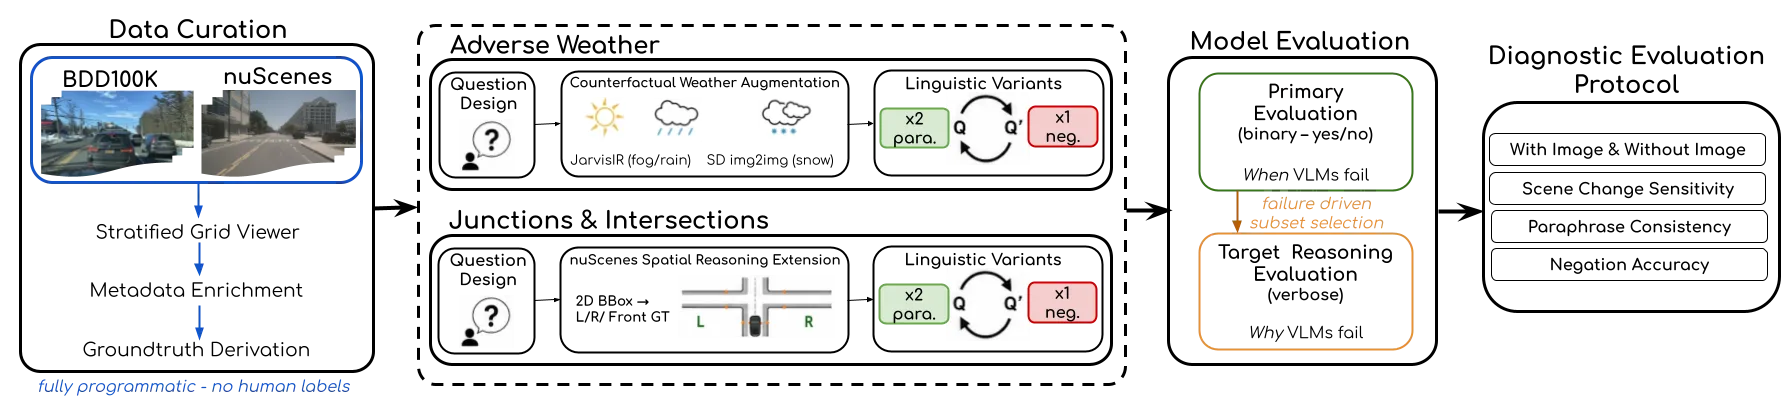 Data Curation
BDD100K
nuScenes
Stratified Grid Viewer
Metadata Enrichment
Groundtruth Derivation
fully programmatic - no human labels
Adverse Weather
Question
Design
?
Counterfactual Weather Augmentation
JarvisIR (fog/rain)
SD img2img (snow)
Linguistic Variants
x2
para.
Q
Q'
x1
neg.
Junctions & Intersections
Question
Design
?
nuScenes Spatial Reasoning Extension
2D BBox →
L/R/ Front GT
L
R
Linguistic Variants
x2
para.
Q
Q'
x1
neg.
Model Evaluation
Primary
Evaluation
(binary – yes/no)
When VLMs fail
failure driven
subset selection
Target Reasoning
Evaluation
(verbose)
Why VLMs fail
Diagnostic Evaluation
Protocol
With Image & Without Image
Scene Change Sensitivity
Paraphrase Consistency
Negation Accuracy